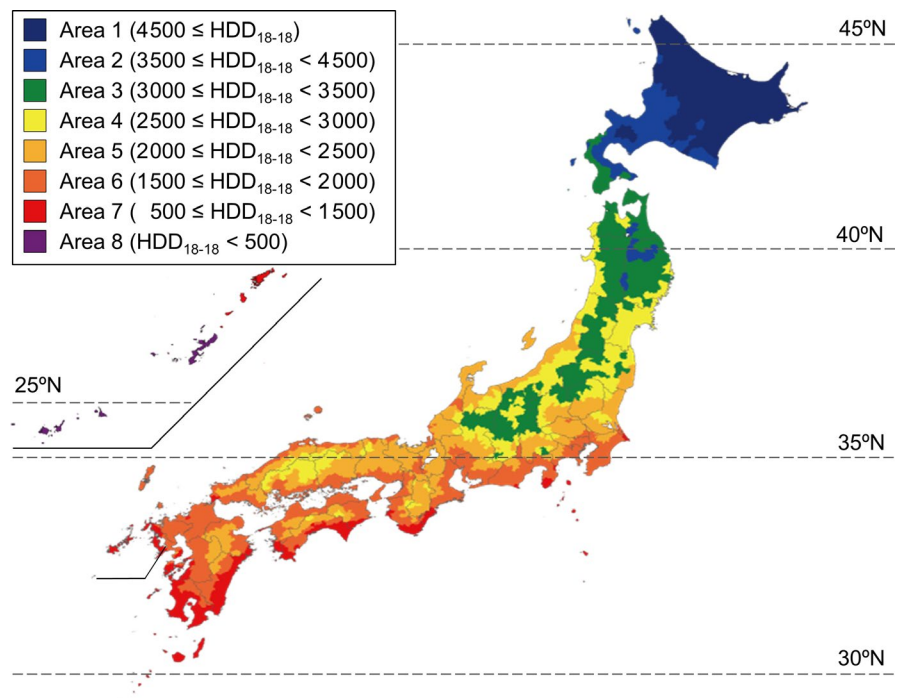 Area 1 (4500 ≤ HDD18-18)
Area 2 (3500 ≤ HDD18-18 < 4500)
Area 3 (3000 ≤ HDD18-18 < 3500)
Area 4 (2500 ≤ HDD18-18 < 3000)
Area 5 (2000 ≤ HDD18-18 < 2500)
Area 6 (1500 ≤ HDD18-18 < 2000)
Area 7 ( 500 ≤ HDD18-18 < 1500)
Area 8 (HDD18-18 < 500)
45ºN
40ºN
25ºN
35ºN
30ºN